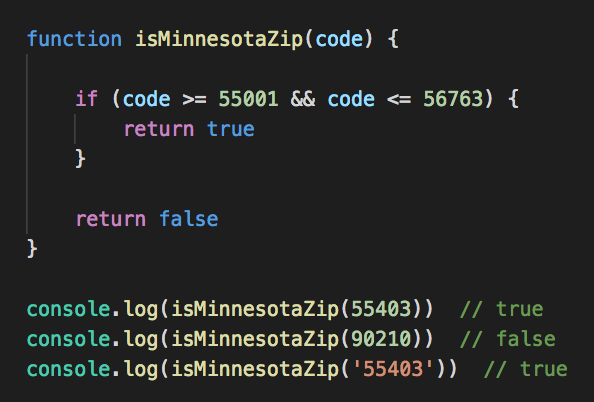 function isMinnesotaZip(code) {
if (code >= 55001 && code <= 56763) {
return true
}
return false
}
console.log(isMinnesotaZip(55403)) // true
console.log(isMinnesotaZip(90210)) // false
console.log(isMinnesotaZip('55403')) // true